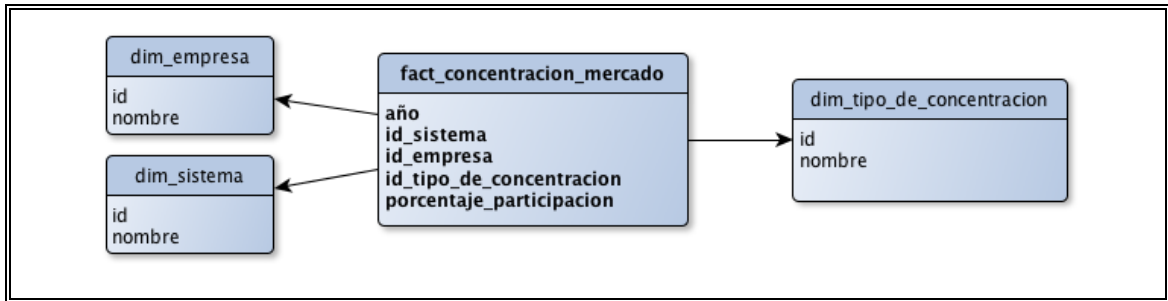 dim_empresa
id
nombre
dim_sistema
id
nombre
fact_concentracion_mercado
año
id_sistema
id_empresa
id_tipo_de_concentracion
porcentaje_participacion
dim_tipo_de_concentracion
id
nombre